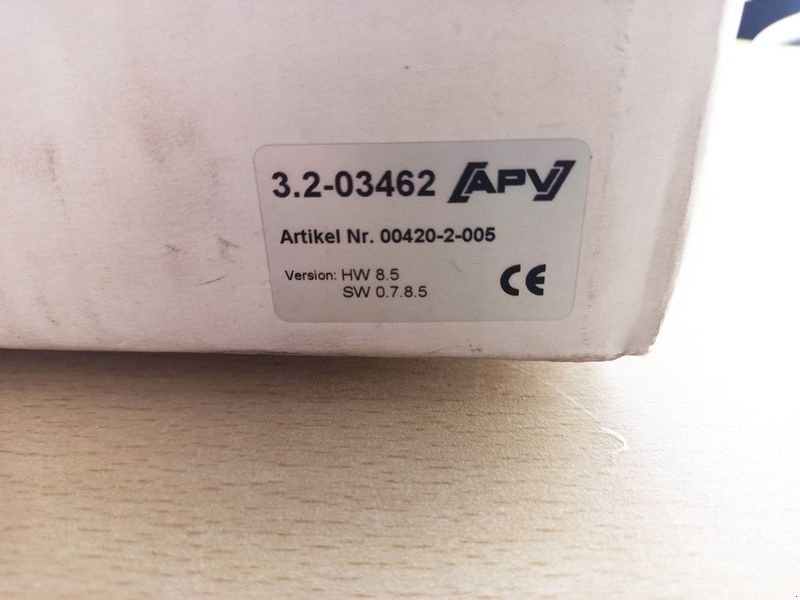 3.2-03462 APV
Artikel Nr. 00420-2-005
Version: HW 8.5
SW 0.7.8.5
CE